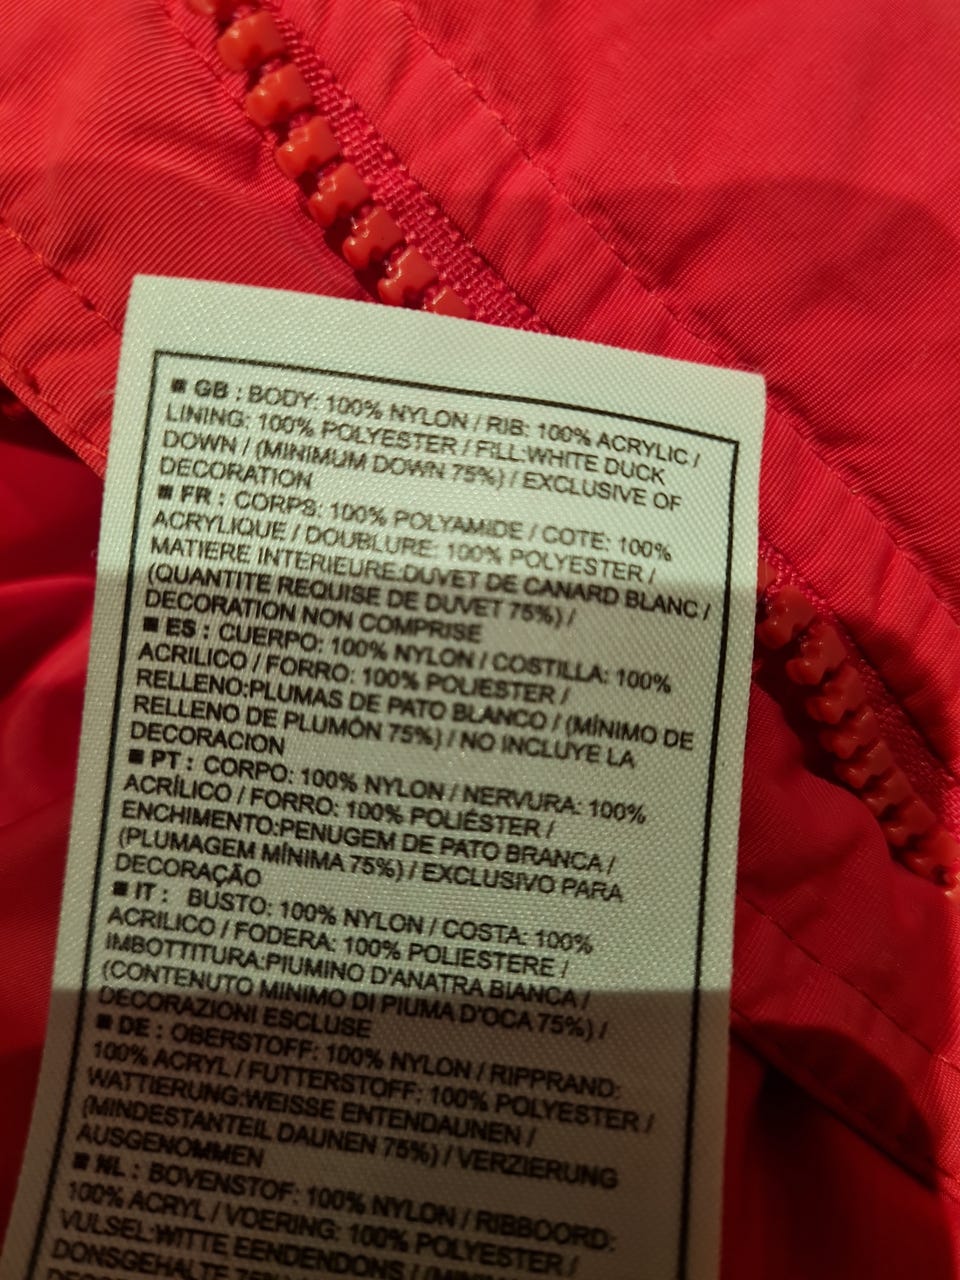 ■ GB : BODY: 100% NYLON / RIB: 100% ACRYLIC /
LINING: 100% POLYESTER / FILL:WHITE DUCK
DOWN / (MINIMUM DOWN 75%) / EXCLUSIVE OF
DECORATION
■ FR : CORPS: 100% POLYAMIDE / COTE: 100%
ACRYLIQUE / DOUBLURE: 100% POLYESTER /
MATIERE INTERIEURE:DUVET DE CANARD BLANC /
(QUANTITE REQUISE DE DUVET 75%) /
DECORATION NON COMPRISE
■ ES : CUERPO: 100% NYLON / COSTILLA: 100%
ACRILICO / FORRO: 100% POLIESTER /
RELLENO:PLUMAS DE PATO BLANCO / (MÍNIMO DE
RELLENO DE PLUMÓN 75%) / NO INCLUYE LA
DECORACION
■ PT : CORPO: 100% NYLON / NERVURA: 100%
ACRÍLICO / FORRO: 100% POLIÉSTER /
ENCHIMENTO:PENUGEM DE PATO BRANCA /
(PLUMAGEM MÍNIMA 75%) / EXCLUSIVO PARA
DECORAÇÃO
■ IT : BUSTO: 100% NYLON / COSTA: 100%
ACRILICO / FODERA: 100% POLIESTERE /
IMBOTTITURA:PIUMINO D'ANATRA BIANCA /
(CONTENUTO MINIMO DI PIUMA D'OCA 75%) /
DECORAZIONI ESCLUSE
■ DE : OBERSTOFF: 100% NYLON / RIPPRAND:
100% ACRYL / FUTTERSTOFF: 100% POLYESTER /
WATTIERUNG:WEISSE ENTENDAUNEN /
(MINDESTANTEIL DAUNEN 75%) / VERZIERUNG
AUSGENOMMEN
■ NL : BOVENSTOF: 100% NYLON / RIBBOORD:
100% ACRYL / VOERING: 100% POLYESTER /
VULSEL:WITTE EENDENDONS /
DONSGEHALTE 75%)